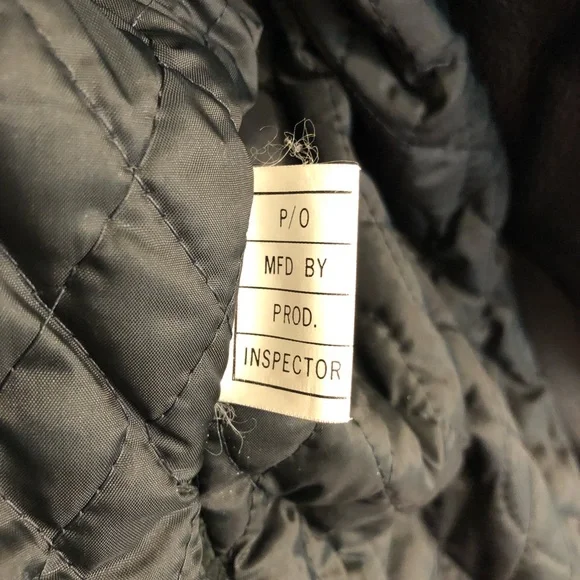 P/O
MFD BY
PROD.
INSPECTOR